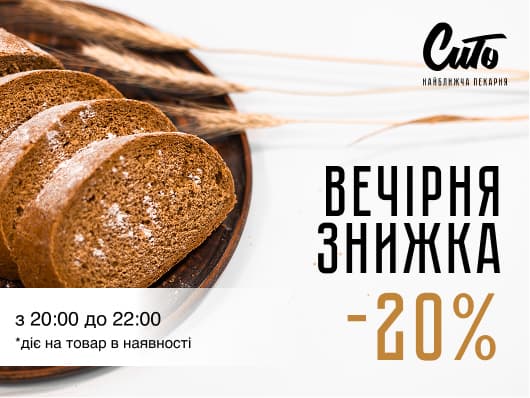 Сито
НАЙБЛИЖЧА ПЕКАРНЯ
ВЕЧІРНЯ
ЗНИЖКА
-20%
з 20:00 до 22:00
*діє на товар в наявності